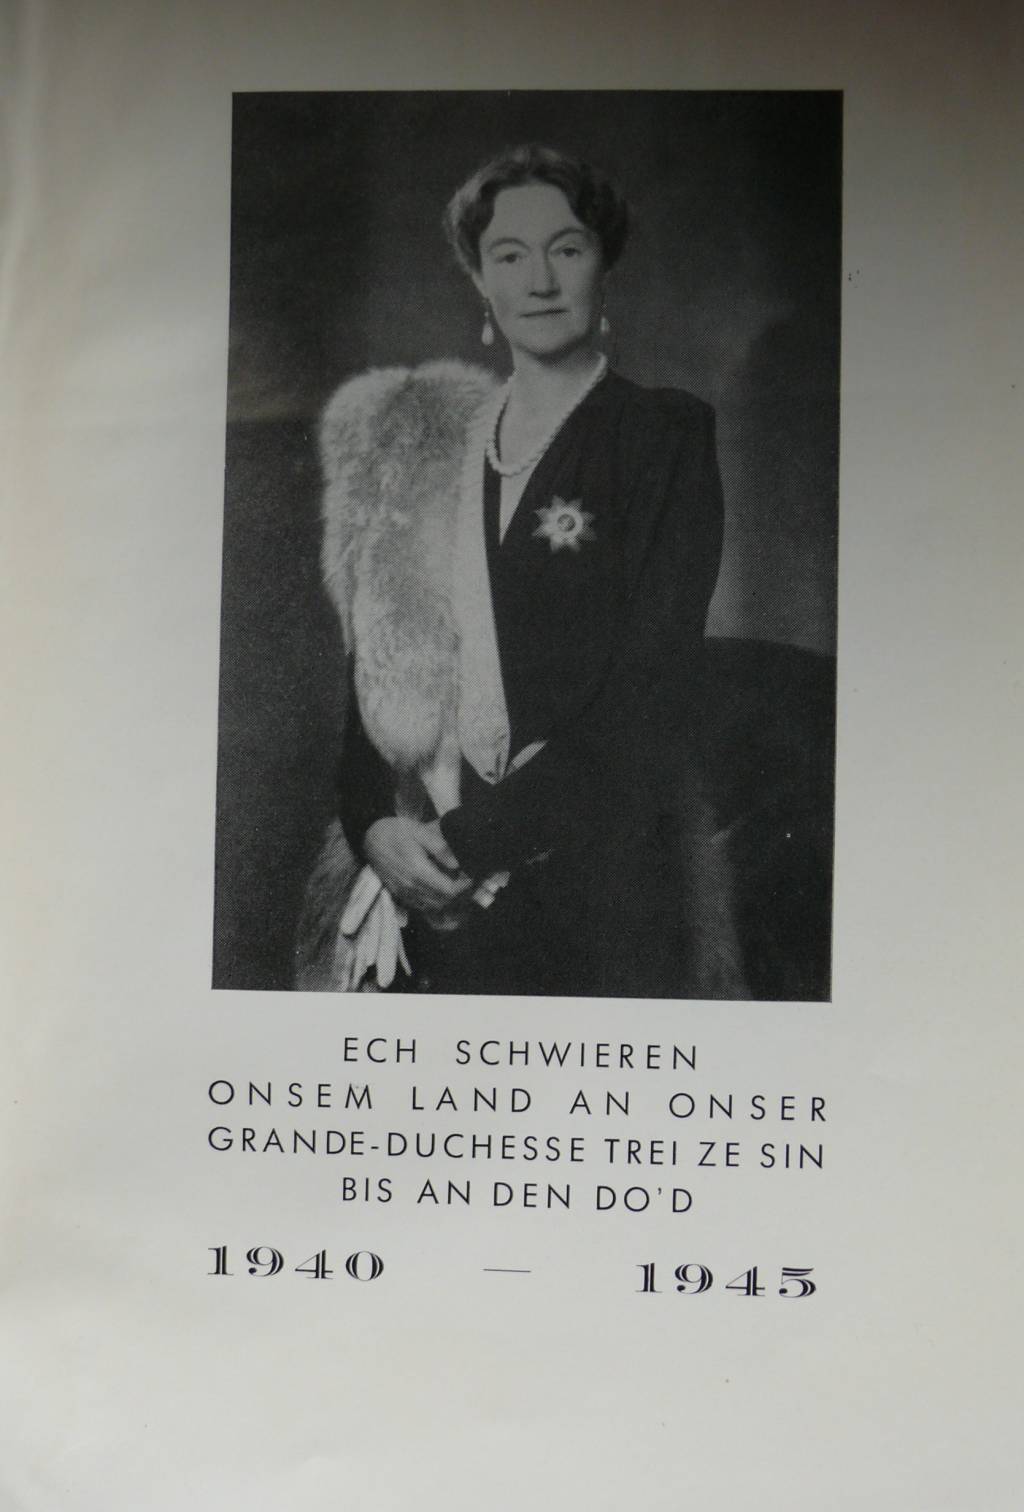 ECH SCHWIEREN
ONSEM LAND AN ONSER
GRANDE-DUCHESSE TREI ZE SIN
BIS AN DEN DO'D
1940 — 1945